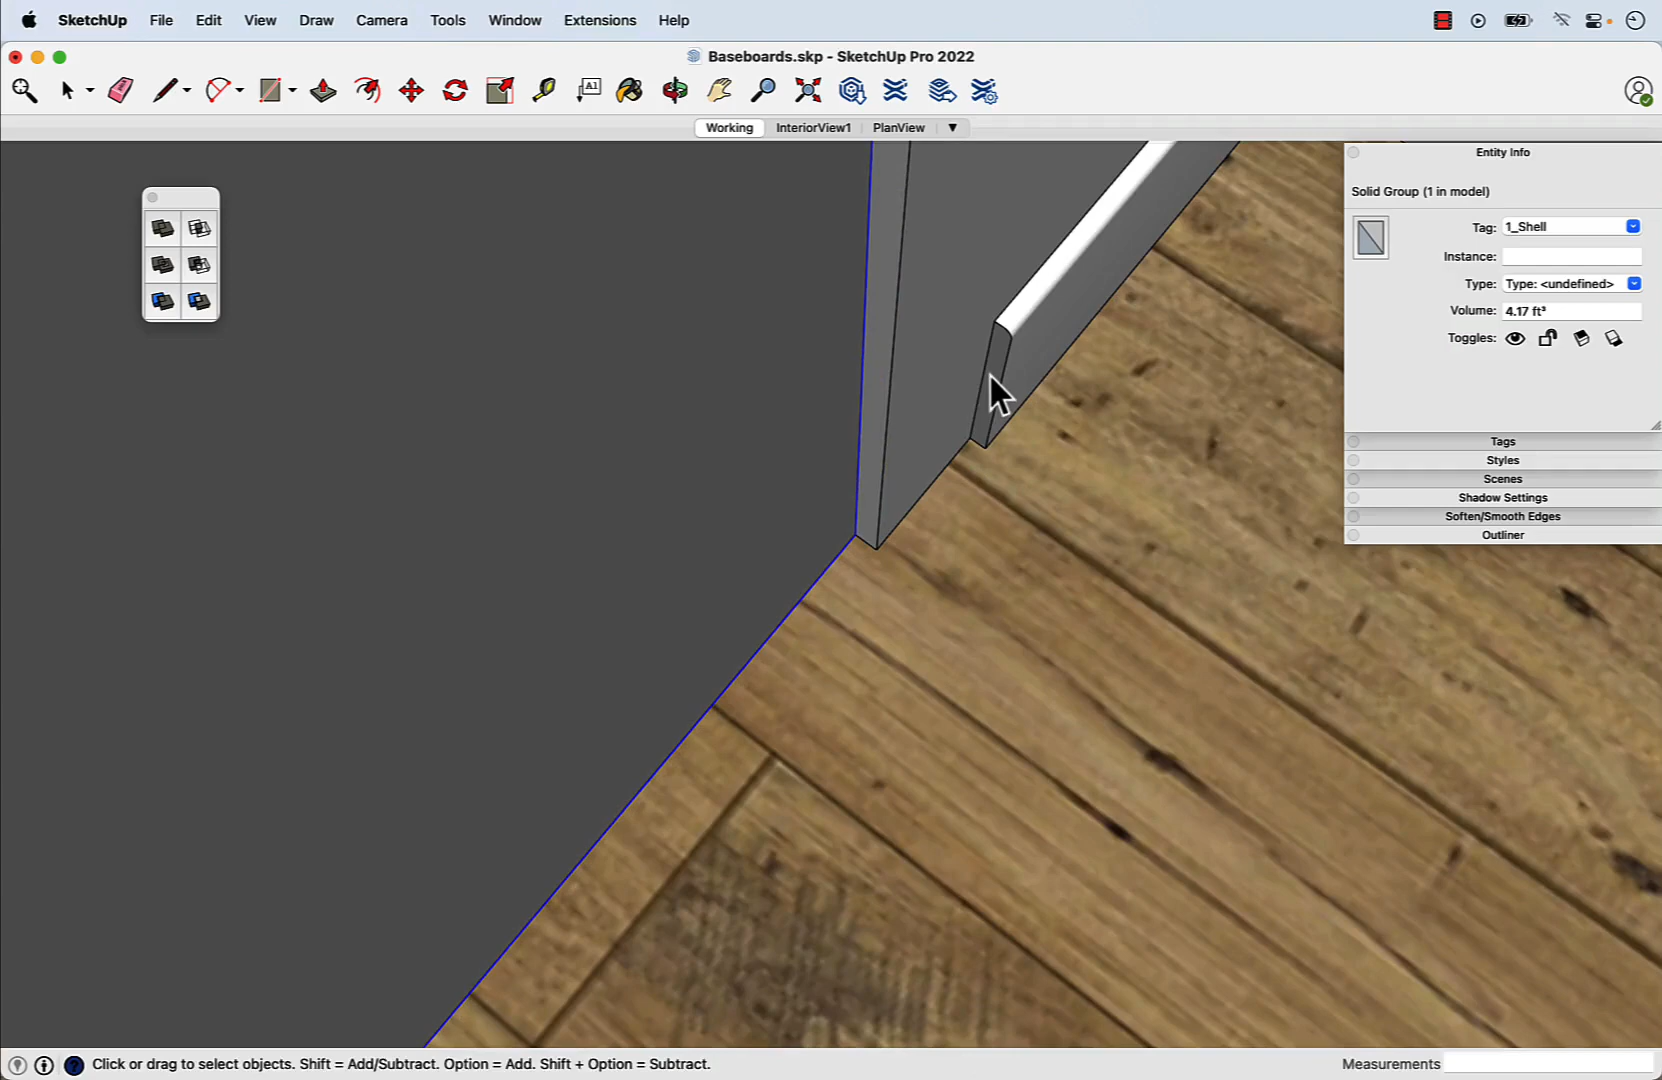 SketchUp File Edit View Draw Camera Tools Window Extensions Help
Baseboards.skp - SketchUp Pro 2022
A1
Working InteriorView1 PlanView ▼
Entity Info
Solid Group (1 in model)
Tag: 1_Shell
Instance:
Type: Type: <undefined>
Volume: 4.17 ft³
Toggles:
Tags
Styles
Scenes
Shadow Settings
Soften/Smooth Edges
Outliner
Click or drag to select objects. Shift = Add/Subtract. Option = Add. Shift + Option = Subtract. Measurements